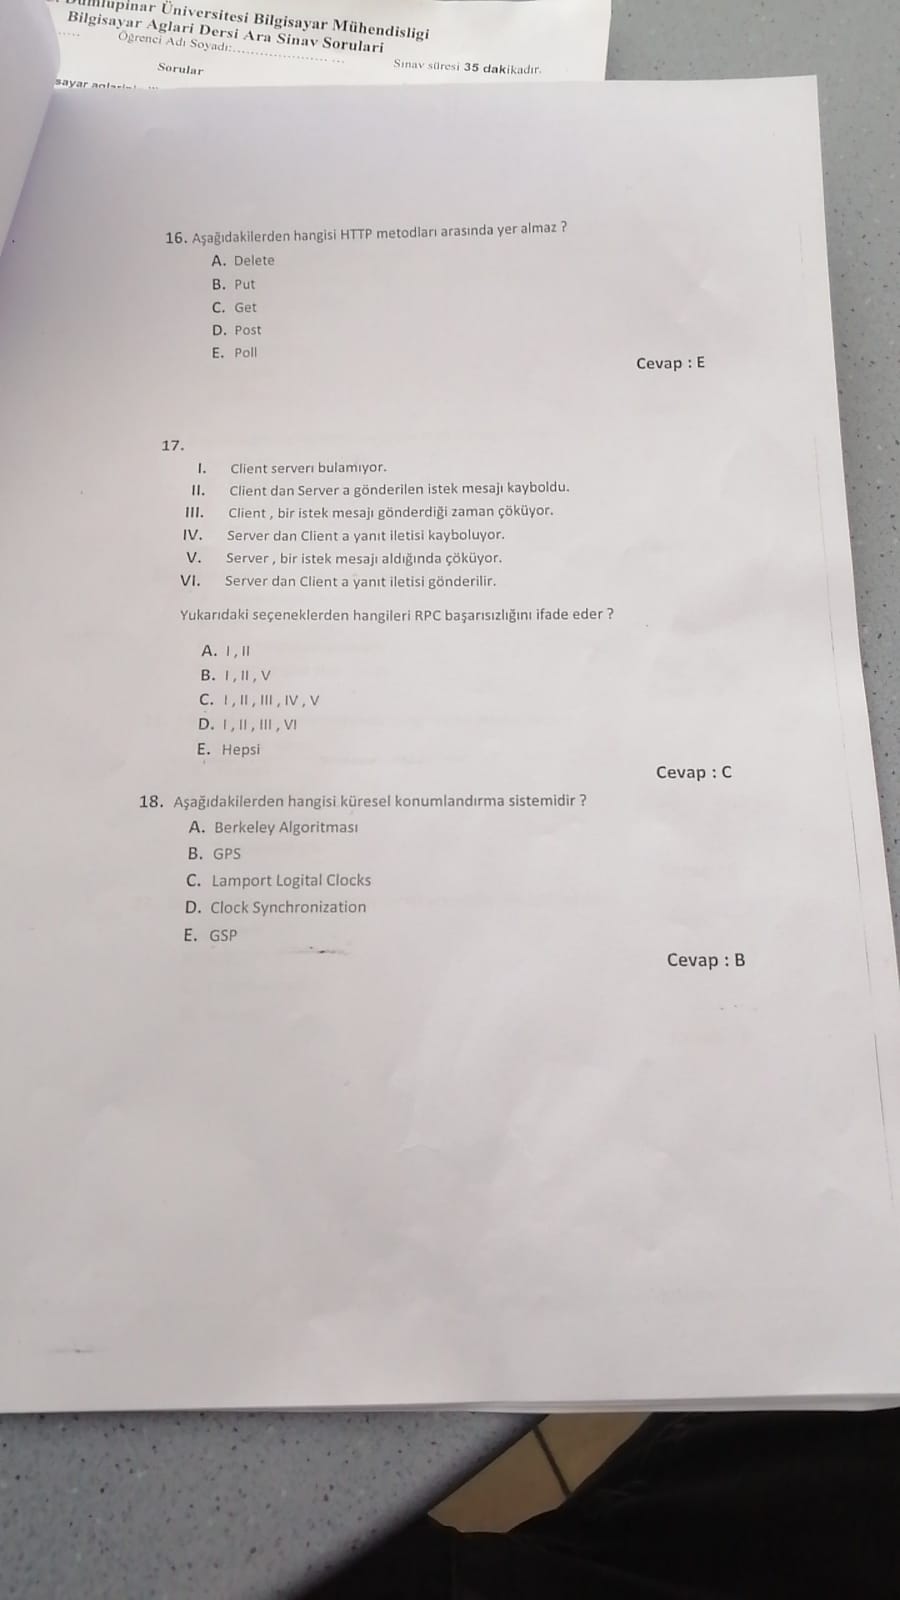 Dumlupinar Üniversitesi Bilgisayar Mühendisligi
Bilgisayar Aglari Dersi Ara Sinav Sorulari
Öğrenci Adı Soyadı:
Sınav süresi 35 dakikadır.
Sorular
16. Aşağıdakilerden hangisi HTTP metodları arasında yer almaz ?
A. Delete
B. Put
C. Get
D. Post
E. Poll
Cevap : E
17.
I. Client serverı bulamıyor.
II. Client dan Server a gönderilen istek mesajı kayboldu.
III. Client , bir istek mesajı gönderdiği zaman çöküyor.
IV. Server dan Client a yanıt iletisi kayboluyor.
V. Server , bir istek mesajı aldığında çöküyor.
VI. Server dan Client a yanıt iletisi gönderilir.
Yukarıdaki seçeneklerden hangileri RPC başarısızlığını ifade eder ?
A. I , II
B. I , II , V
C. I , II , III , IV , V
D. I , II , III , VI
E. Hepsi
Cevap : C
18. Aşağıdakilerden hangisi küresel konumlandırma sistemidir ?
A. Berkeley Algoritması
B. GPS
C. Lamport Logital Clocks
D. Clock Synchronization
E. GSP
Cevap : B